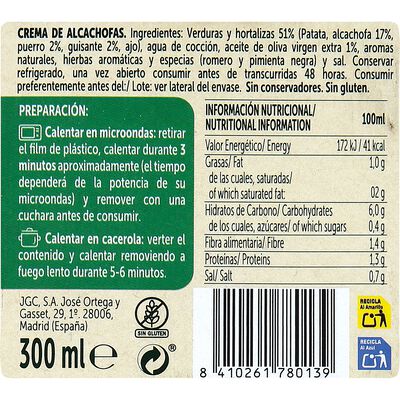 CREMA DE ALCACHOFAS. Ingredientes: Verduras y hortalizas 51% (Patata, alcachofa 17%,
puerro 2%, guisante 2%, ajo), agua de cocción, aceite de oliva virgen extra 1%, aromas
naturales, hierbas aromáticas y especias (romero y pimienta negra) y sal. Conservar
refrigerado, una vez abierto consumir antes de transcurridas 48 horas. Consumir
preferentemente antes del:/ Lote: ver lateral del envase. Sin conservadores. Sin gluten.
PREPARACIÓN:
Calentar en microondas: retirar
el film de plástico, calentar durante 3
minutos aproximadamente (el tiempo
dependerá de la potencia de su
microondas) y remover con una
cuchara antes de consumir.
Calentar en cacerola: verter el
contenido y calentar removiendo a
fuego lento durante 5-6 minutos.
INFORMACIÓN NUTRICIONAL/
NUTRITIONAL INFORMATION 100ml
Valor Energético/ Energy 172 kJ / 41 kcal
Grasas/ Fat 1,0 g
de las cuales, saturadas/
of which saturated fat: 02 g
Hidratos de Carbono/ Carbohydrates 6,0 g
de los cuales, azúcares/ of which sugars 0,4 g
Fibra alimentaria/ Fibre 1,4 g
Proteínas/ Proteins 1.3 g
Sal/ Salt 0,7 g
JGC, S.A. José Ortega y
Gasset, 29, 1º. 28006,
Madrid (España)
300 ml e
SIN GLUTEN
8 410261 780139
RECICLA
Al Amarillo
RECICLA
Al Azul